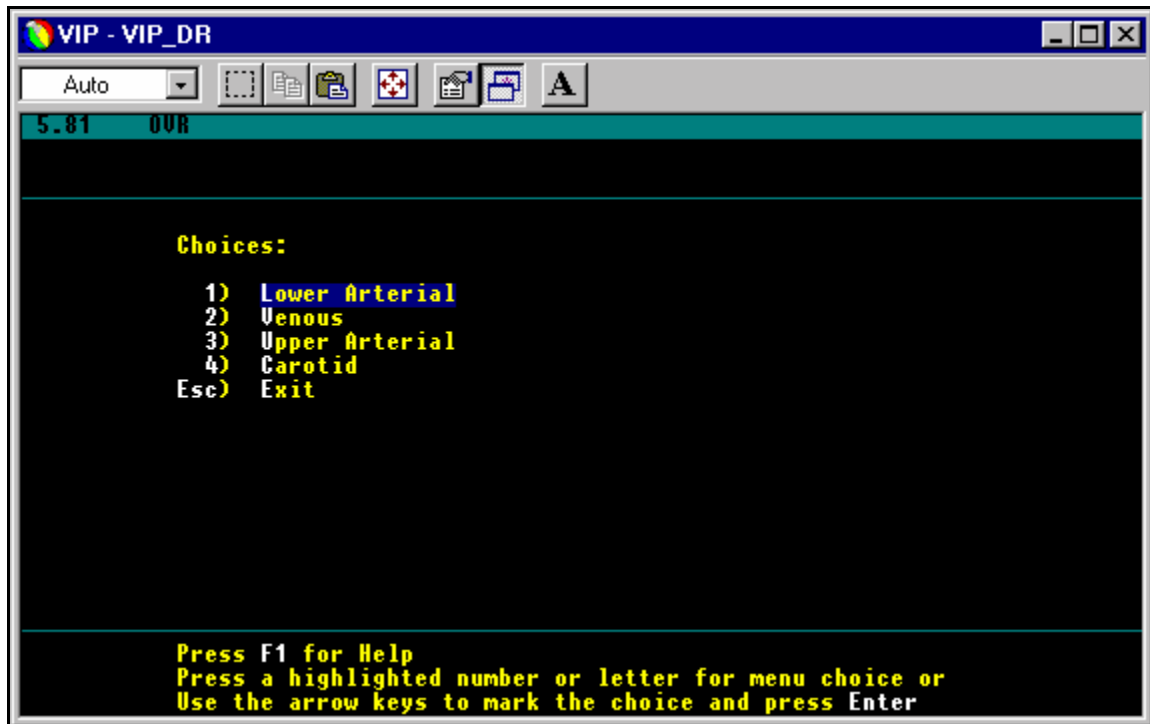 VIP - VIP_DR
Auto A
5.81 OVR
Choices:
1) Lower Arterial
2) Venous
3) Upper Arterial
4) Carotid
Esc) Exit
Press F1 for Help
Press a highlighted number or letter for menu choice or
Use the arrow keys to mark the choice and press Enter